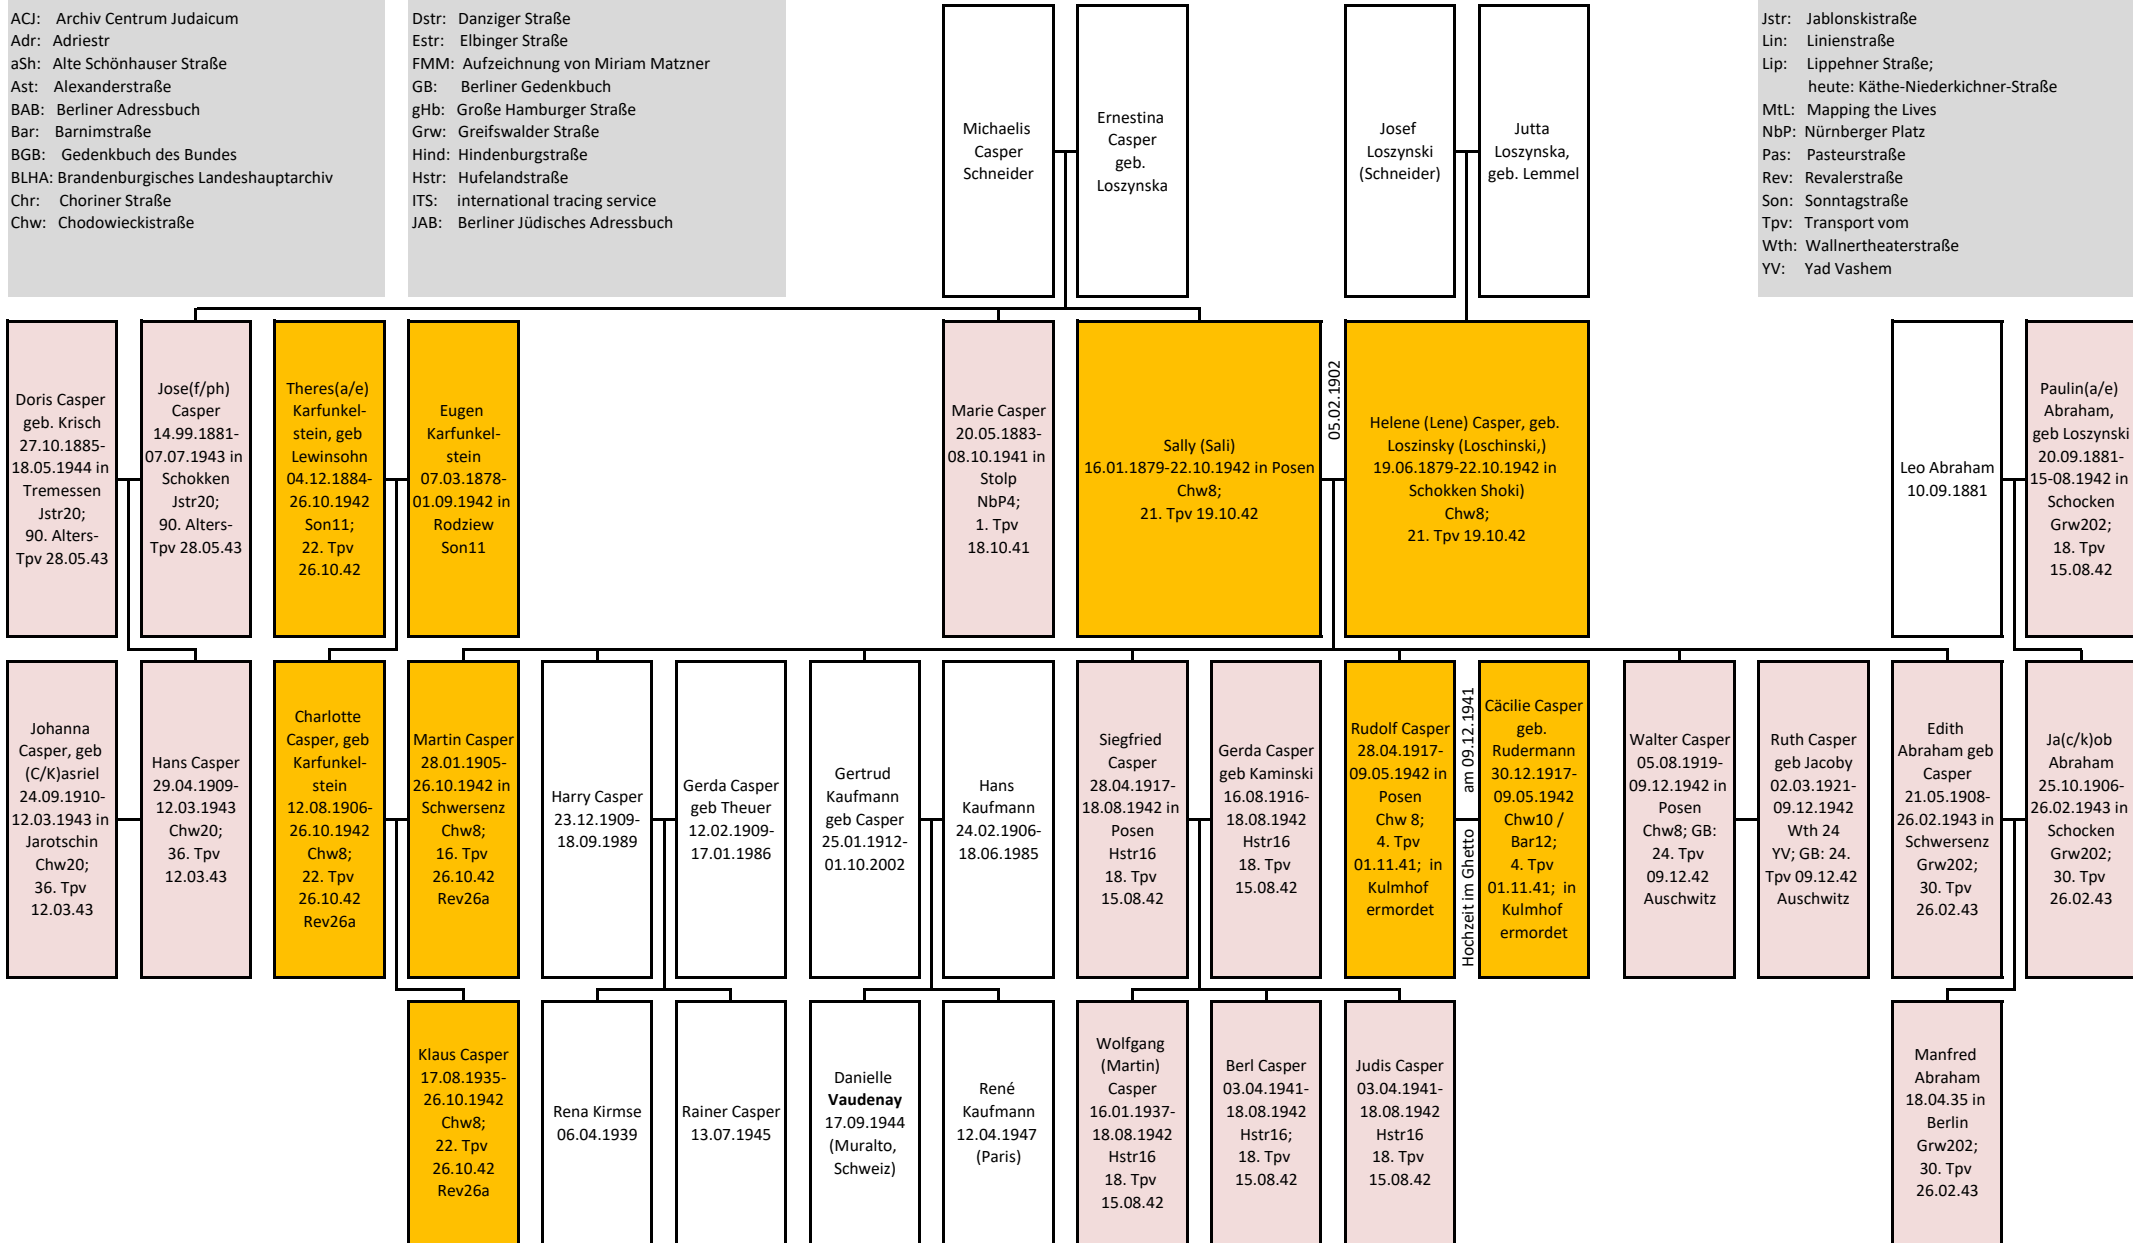 ACJ: Archiv Centrum Judaicum
Adr: Adriestr
aSh: Alte Schönhauser Straße
Ast: Alexanderstraße
BAB: Berliner Adressbuch
Bar: Barnimstraße
BGB: Gedenkbuch des Bundes
BLHA: Brandenburgisches Landeshauptarchiv
Chr: Choriner Straße
Chw: Chodowieckistraße
Dstr: Danziger Straße
Estr: Elbinger Straße
FMM: Aufzeichnung von Miriam Matzner
GB: Berliner Gedenkbuch
gHb: Große Hamburger Straße
Grw: Greifswalder Straße
Hind: Hindenburgstraße
Hstr: Hufelandstraße
ITS: international tracing service
JAB: Berliner Jüdisches Adressbuch
Michaelis
Casper
Schneider
Ernestina
Casper
geb.
Loszynska
Josef
Loszynski
(Schneider)
Jutta
Loszynska,
geb. Lemmel
Jstr: Jablonskistraße
Lin: Linienstraße
Lip: Lippehner Straße;
heute: Käthe-Niederkichner-Straße
MtL: Mapping the Lives
NbP: Nürnberger Platz
Pas: Pasteurstraße
Rev: Revalerstraße
Son: Sonntagstraße
Tpv: Transport vom
Wth: Wallnertheaterstraße
YV: Yad Vashem
Doris Casper
geb. Krisch
27.10.1885-
18.05.1944 in
Tremessen
Jstr20;
90. Alters-
Tpv 28.05.43
Jose(f/ph)
Casper
14.99.1881-
07.07.1943 in
Schokken
Jstr20;
90. Alters-
Tpv 28.05.43
Theres(a/e)
Karfunkel-
stein, geb
Lewinsohn
04.12.1884-
26.10.1942
Son11;
22. Tpv
26.10.42
Eugen
Karfunkel-
stein
07.03.1878-
01.09.1942 in
Rodziew
Son11
Marie Casper
20.05.1883-
08.10.1941 in
Stolp
NbP4;
1. Tpv
18.10.41
Sally (Sali)
16.01.1879-22.10.1942 in Posen
Chw8;
21. Tpv 19.10.42
05.02.1902
Helene (Lene) Casper, geb.
Loszinsky (Loschinski,)
19.06.1879-22.10.1942 in
Schokken Shoki)
Chw8;
21. Tpv 19.10.42
Leo Abraham
10.09.1881
Paulin(a/e)
Abraham,
geb Loszynski
20.09.1881-
15-08.1942 in
Schocken
Grw202;
18. Tpv
15.08.42
Johanna
Casper, geb
(C/K)asriel
24.09.1910-
12.03.1943 in
Jarotschin
Chw20;
36. Tpv
12.03.43
Hans Casper
29.04.1909-
12.03.1943
Chw20;
36. Tpv
12.03.43
Charlotte
Casper, geb
Karfunkel-
stein
12.08.1906-
26.10.1942
Chw8;
22. Tpv
26.10.42
Rev26a
Martin Casper
28.01.1905-
26.10.1942 in
Schwersenz
Chw8;
16. Tpv
26.10.42
Rev26a
Harry Casper
23.12.1909-
18.09.1989
Gerda Casper
geb Theuer
12.02.1909-
17.01.1986
Gertrud
Kaufmann
geb Casper
25.01.1912-
01.10.2002
Hans
Kaufmann
24.02.1906-
18.06.1985
Siegfried
Casper
28.04.1917-
18.08.1942 in
Posen
Hstr16
18. Tpv
15.08.42
Gerda Casper
geb Kaminski
16.08.1916-
18.08.1942
Hstr16
18. Tpv
15.08.42
Rudolf Casper
28.04.1917-
09.05.1942 in
Posen
Chw 8;
4. Tpv
01.11.41; in
Kulmhof
ermordet
Hochzeit im Ghetto am 09.12.1941
Cäcilie Casper
geb.
Rudermann
30.12.1917-
09.05.1942
Chw10 /
Bar12;
4. Tpv
01.11.41; in
Kulmhof
ermordet
Walter Casper
05.08.1919-
09.12.1942 in
Posen
Chw8; GB:
24. Tpv
09.12.42
Auschwitz
Ruth Casper
geb Jacoby
02.03.1921-
09.12.1942
Wth 24
YV; GB: 24.
Tpv 09.12.42
Auschwitz
Edith
Abraham geb
Casper
21.05.1908-
26.02.1943 in
Schwersenz
Grw202;
30. Tpv
26.02.43
Ja(c/k)ob
Abraham
25.10.1906-
26.02.1943 in
Schocken
Grw202;
30. Tpv
26.02.43
Klaus Casper
17.08.1935-
26.10.1942
Chw8;
22. Tpv
26.10.42
Rev26a
Rena Kirmse
06.04.1939
Rainer Casper
13.07.1945
Danielle
Vaudenay
17.09.1944
(Muralto,
Schweiz)
René
Kaufmann
12.04.1947
(Paris)
Wolfgang
(Martin)
Casper
16.01.1937-
18.08.1942
Hstr16
18. Tpv
15.08.42
Berl Casper
03.04.1941-
18.08.1942
Hstr16;
18. Tpv
15.08.42
Judis Casper
03.04.1941-
18.08.1942
Hstr16
18. Tpv
15.08.42
Manfred
Abraham
18.04.35 in
Berlin
Grw202;
30. Tpv
26.02.43